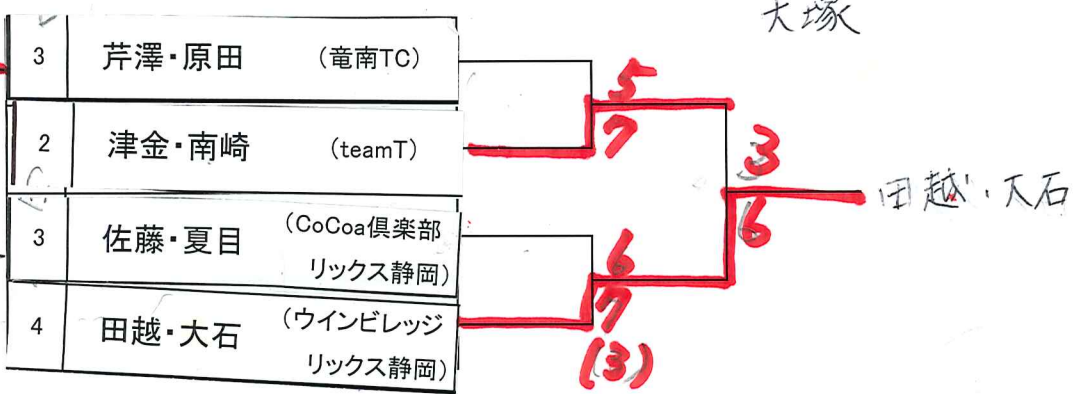 大塚
3 芹澤・原田 (竜南TC)
5
2 津金・南崎 (teamT)
7
3
田越・大石
6
3 佐藤・夏目 (CoCoa倶楽部
リックス静岡)
6
4 田越・大石 (ウインビレッジ
リックス静岡)
7
(3)